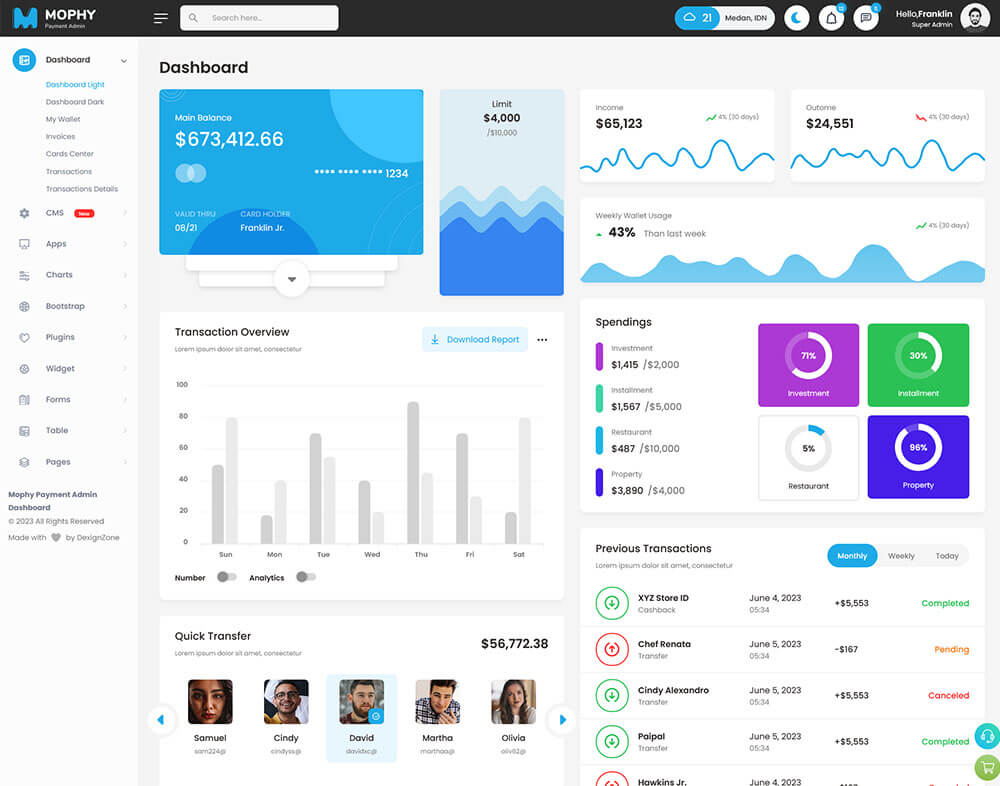 MOPHY
Payment Admin
Search here...
21
Medan, IDN
12
5
Hello,Franklin
Super Admin
Dashboard
Dashboard Light
Dashboard Dark
My Wallet
Invoices
Cards Center
Transactions
Transactions Details
CMS New
Apps
Charts
Bootstrap
Plugins
Widget
Forms
Table
Pages
Mophy Payment Admin
Dashboard
© 2023 All Rights Reserved
Made with by DexignZone
Dashboard
Main Balance
$673,412.66
**** **** **** 1234
VALID THRU
08/21
CARD HOLDER
Franklin Jr.
Limit
$4,000
/$10,000
Income
$65,123
4% (30 days)
Outome
$24,551
4% (30 days)
Weekly Wallet Usage
43% Than last week
4% (30 days)
Transaction Overview
Lorem ipsum dolor sit amet, consectetur
Download Report
100
80
60
40
20
0
Sun Mon Tue Wed Thu Fri Sat
Number Analytics
Spendings
Investment
$1,415 /$2,000
Installment
$1,567 /$5,000
Restaurant
$487 /$10,000
Property
$3,890 /$4,000
71%
Investment
30%
Installment
5%
Restaurant
96%
Property
Quick Transfer
Lorem ipsum dolor sit amet, consectetur
$56,772.38
Samuel
sam224@
Cindy
cindyss@
David
davidxc@
Martha
marthaa@
Olivia
oliv62@
Previous Transactions
Lorem ipsum dolor sit amet, consectetur
Monthly Weekly Today
XYZ Store ID
Cashback
June 4, 2023
05:34
+$5,553
Completed
Chef Renata
Transfer
June 5, 2023
05:34
-$167
Pending
Cindy Alexandro
Transfer
June 5, 2023
05:34
+$5,553
Canceled
Paipal
Transfer
June 5, 2023
05:34
+$5,553
Completed
Hawkins Jr.
June 4, 2023